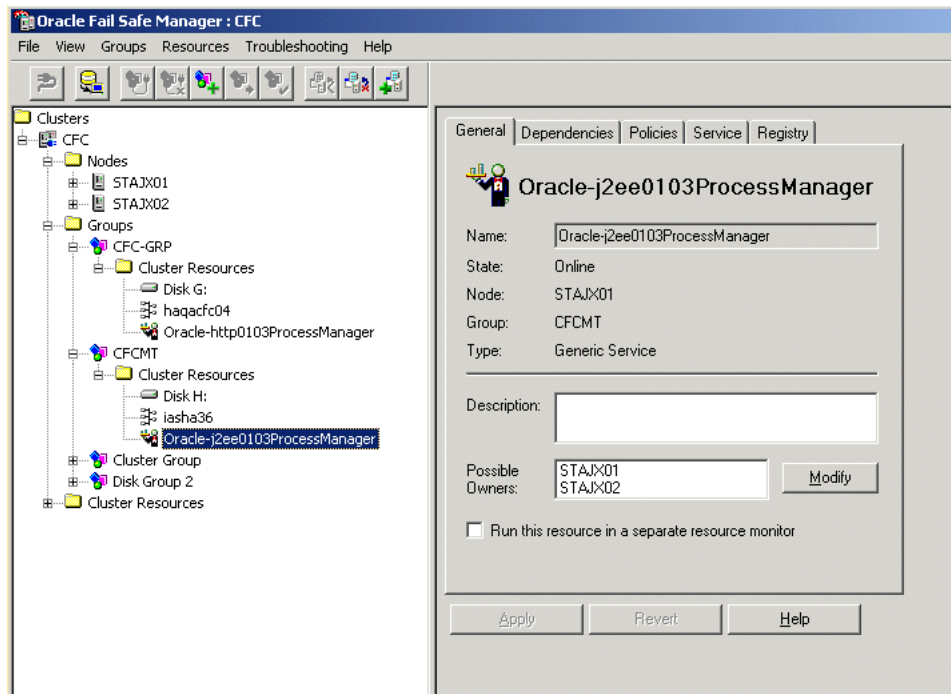 Oracle Fail Safe Manager : CFC
File View Groups Resources Troubleshooting Help
Clusters
CFC
Nodes
STAJX01
STAJX02
Groups
CFC-GRP
Cluster Resources
Disk G:
haqacfc04
Oracle-http0103ProcessManager
CFCMT
Cluster Resources
Disk H:
iasha36
Oracle-j2ee0103ProcessManager
Cluster Group
Disk Group 2
Cluster Resources
General Dependencies Policies Service Registry
Oracle-j2ee0103ProcessManager
Name: Oracle-j2ee0103ProcessManager
State: Online
Node: STAJX01
Group: CFCMT
Type: Generic Service
Description:
Possible Owners:
STAJX01
STAJX02
Modify
Run this resource in a separate resource monitor
Apply Revert Help